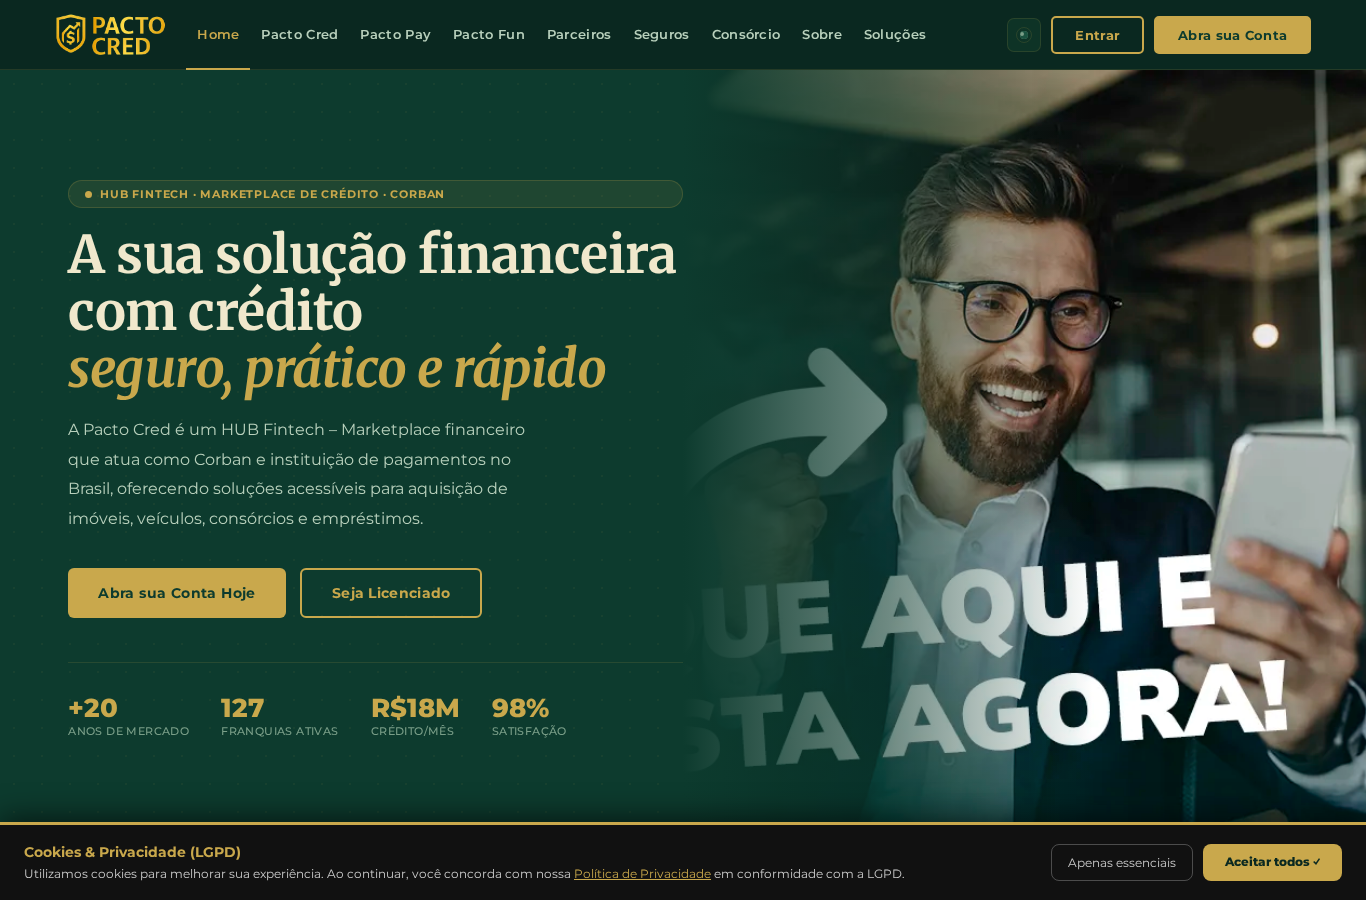 PACTO
CRED
Home
Pacto Cred
Pacto Pay
Pacto Fun
Parceiros
Seguros
Consórcio
Sobre
Soluções
Entrar
Abra sua Conta
HUB FINTECH · MARKETPLACE DE CRÉDITO · CORBAN
A sua solução financeira
com crédito
seguro, prático e rápido
A Pacto Cred é um HUB Fintech – Marketplace financeiro
que atua como Corban e instituição de pagamentos no
Brasil, oferecendo soluções acessíveis para aquisição de
imóveis, veículos, consórcios e empréstimos.
Abra sua Conta Hoje
Seja Licenciado
+20
ANOS DE MERCADO
127
FRANQUIAS ATIVAS
R$18M
CRÉDITO/MÊS
98%
SATISFAÇÃO
UE AQUI E
STA AGORA!
Cookies & Privacidade (LGPD)
Utilizamos cookies para melhorar sua experiência. Ao continuar, você concorda com nossa Política de Privacidade em conformidade com a LGPD.
Apenas essenciais
Aceitar todos ✓